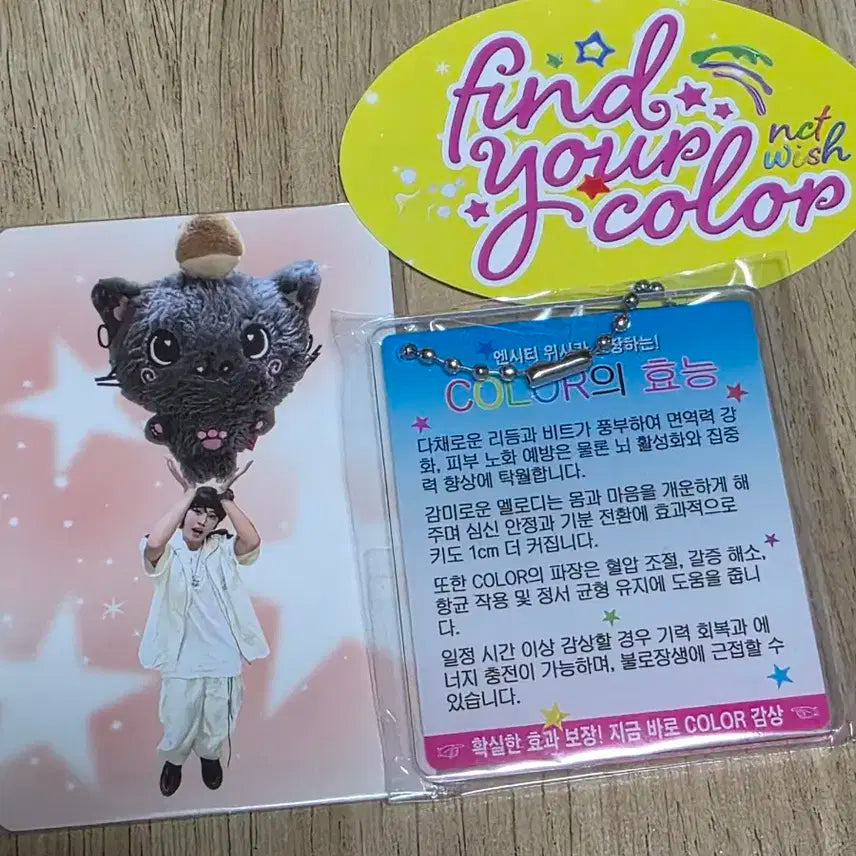 find
your
color
nct
wish
엔시티 위시가 하는!
COLOR의 효능
다채로운 리듬과 비트가 풍부하여 면역력 강
화, 피부 노화 예방은 물론 뇌 활성화와 집중
력 향상에 탁월합니다.
감미로운 멜로디는 몸과 마음을 개운하게 해
주며 심신 안정과 기분 전환에 효과적으로
키도 1cm 더 커집니다.
또한 COLOR의 파장은 혈압 조절, 갈증 해소,
항균 작용 및 정서 균형 유지에 도움을 줍니
다.
일정 시간 이상 감상할 경우 기력 회복과 에
너지 충전이 가능하며, 불로장생에 근접할 수
있습니다.
확실한 효과 보장! 지금 바로 COLOR 감상